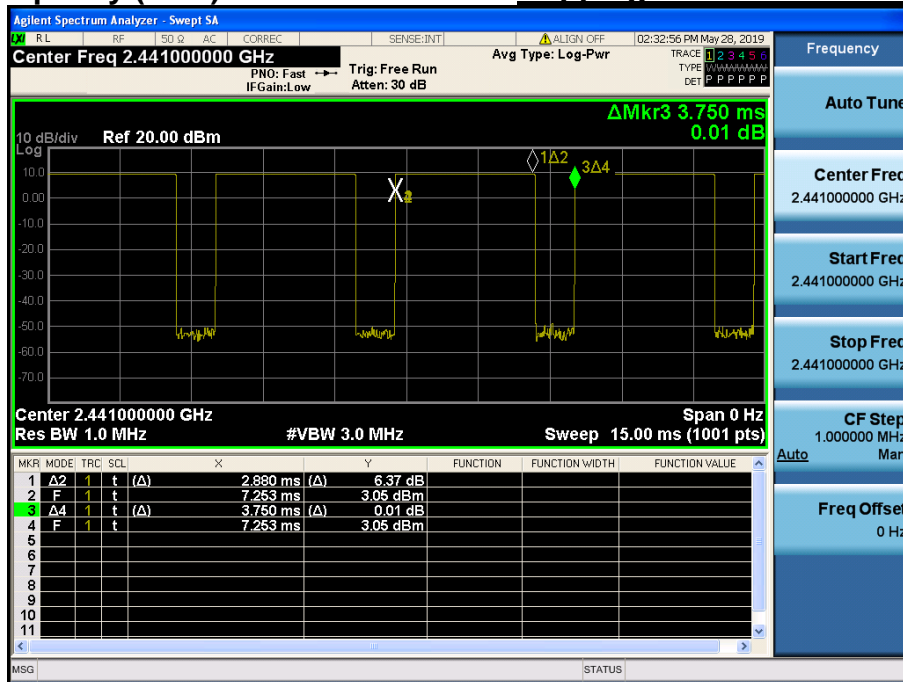 Agilent Spectrum Analyzer - Swept SA
LXI RL RF 50 Ω AC CORREC SENSE:INT ALIGN OFF 02:32:56 PM May 28, 2019
Center Freq 2.441000000 GHz
PNO: Fast
IFGain:Low
Trig: Free Run
Atten: 30 dB
Avg Type: Log-Pwr
TRACE 1 2 3 4 5 6
TYPE WWWWWW
DET P P P P P P
ΔMkr3 3.750 ms
0.01 dB
10 dB/div Ref 20.00 dBm
Log
10.0
0.00
-10.0
-20.0
-30.0
-40.0
-50.0
-60.0
-70.0
X
1Δ2
3Δ4
Center 2.441000000 GHz Span 0 Hz
Res BW 1.0 MHz #VBW 3.0 MHz Sweep 15.00 ms (1001 pts)
MKR MODE TRC SCL X Y FUNCTION FUNCTION WIDTH FUNCTION VALUE
1 Δ2 1 t (Δ) 2.880 ms (Δ) 6.37 dB
2 F 1 t 7.253 ms 3.05 dBm
3 Δ4 1 t (Δ) 3.750 ms (Δ) 0.01 dB
4 F 1 t 7.253 ms 3.05 dBm
5
6
7
8
9
10
11
MSG STATUS
Frequency
Auto Tune
Center Freq
2.441000000 GHz
Start Freq
2.441000000 GHz
Stop Freq
2.441000000 GHz
CF Step
1.000000 MHz
Auto Man
Freq Offset
0 Hz